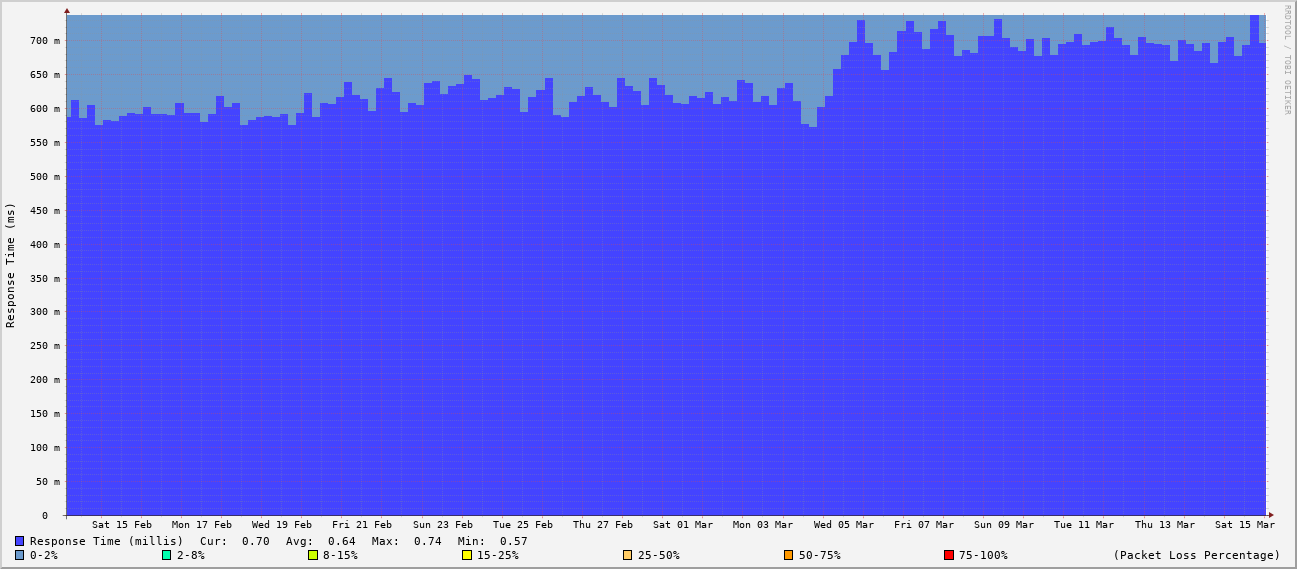 RRDTOOL / TOBI OETIKER
Response Time (ms)
700 m
650 m
600 m
550 m
500 m
450 m
400 m
350 m
300 m
250 m
200 m
150 m
100 m
50 m
0
Sat 15 Feb Mon 17 Feb Wed 19 Feb Fri 21 Feb Sun 23 Feb Tue 25 Feb Thu 27 Feb Sat 01 Mar Mon 03 Mar Wed 05 Mar Fri 07 Mar Sun 09 Mar Tue 11 Mar Thu 13 Mar Sat 15 Mar
Response Time (millis) Cur: 0.70 Avg: 0.64 Max: 0.74 Min: 0.57
0-2% 2-8% 8-15% 15-25% 25-50% 50-75% 75-100% (Packet Loss Percentage)